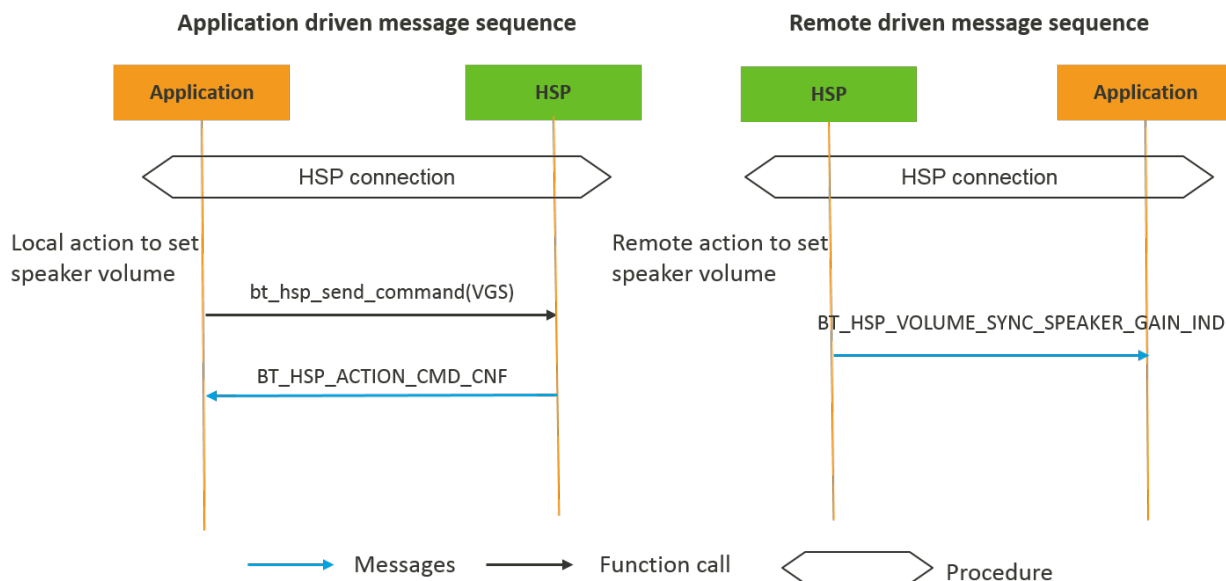 Application driven message sequence
Remote driven message sequence
Application
HSP
HSP
Application
HSP connection
HSP connection
Local action to set
speaker volume
Remote action to set
speaker volume
bt_hsp_send_command(VGS)
BT_HSP_VOLUME_SYNC_SPEAKER_GAIN_IND
BT_HSP_ACTION_CMD_CNF
Messages
Function call
Procedure